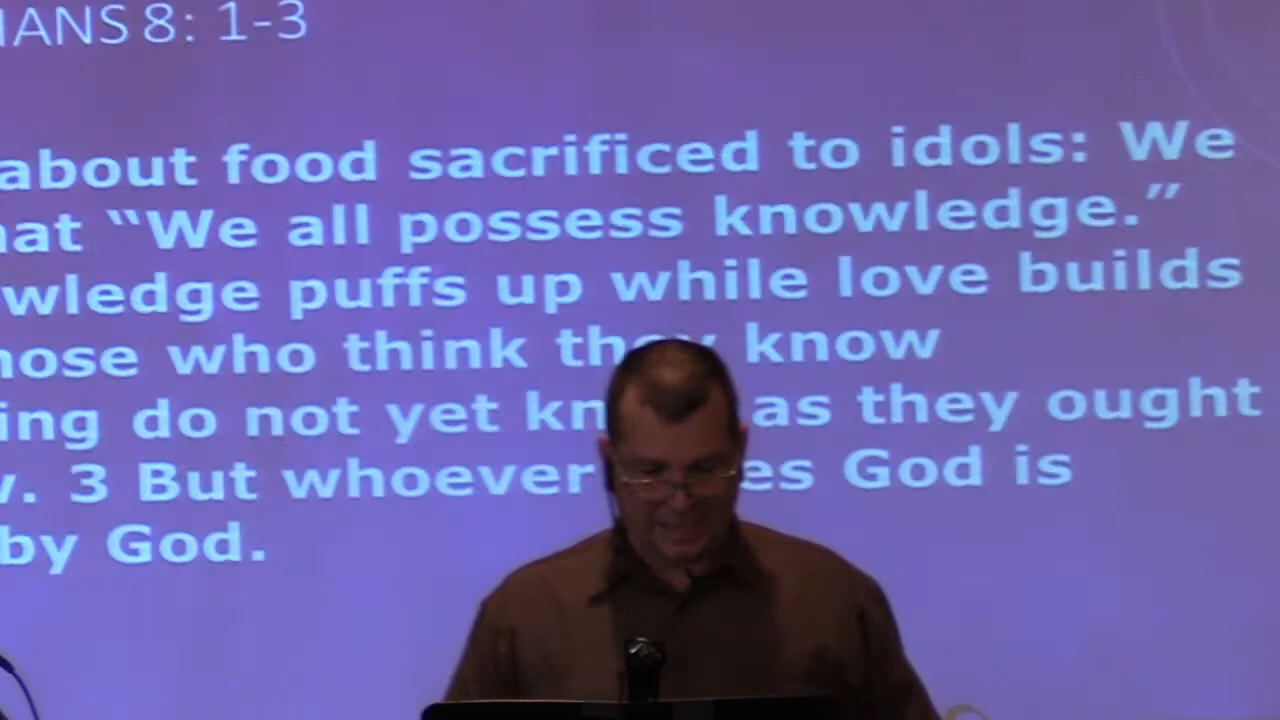 IANS 8: 1-3
about food sacrificed to idols: We
hat “We all possess knowledge.”
wledge puffs up while love builds
hose who think they know
ing do not yet kn as they ought
w. 3 But whoever es God is
by God.